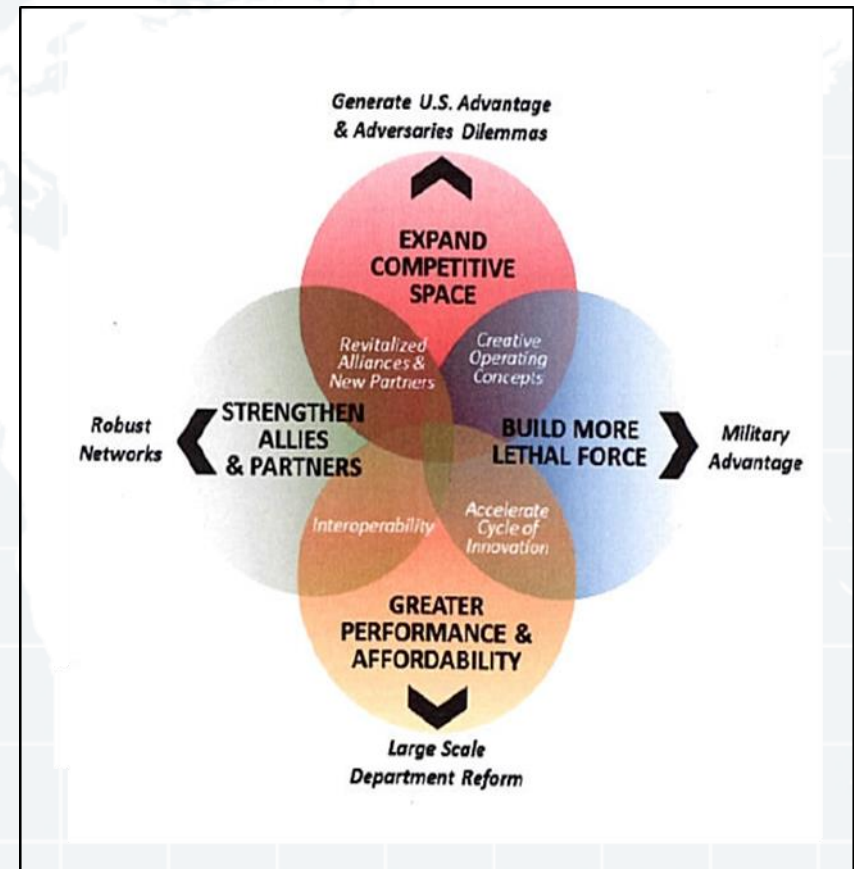 Generate U.S. Advantage
& Adversaries Dilemmas
EXPAND
COMPETITIVE
SPACE
Revitalized
Alliances &
New Partners
Creative
Operating
Concepts
Robust
Networks
STRENGTHEN
ALLIES
& PARTNERS
BUILD MORE
LETHAL FORCE
Military
Advantage
Interoperability
Accelerate
Cycle of
Innovation
GREATER
PERFORMANCE &
AFFORDABILITY
Large Scale
Department Reform